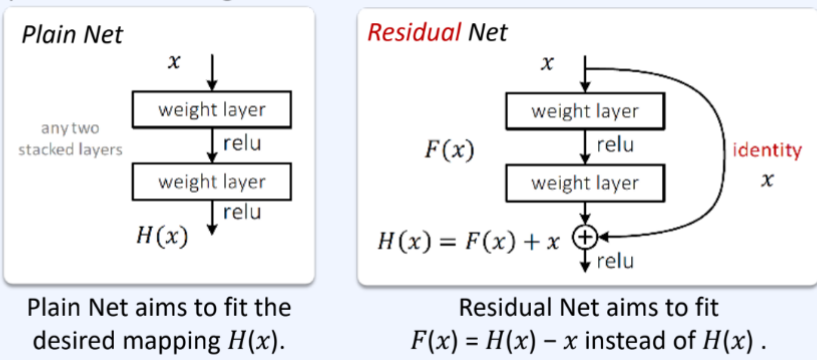 Plain Net
x
weight layer
any two
stacked layers
relu
weight layer
relu
H(x)
Plain Net aims to fit the
desired mapping H(x).
Residual Net
x
weight layer
F(x)
relu
identity
x
weight layer
H(x) = F(x) + x
relu
Residual Net aims to fit
F(x) = H(x) − x instead of H(x) .